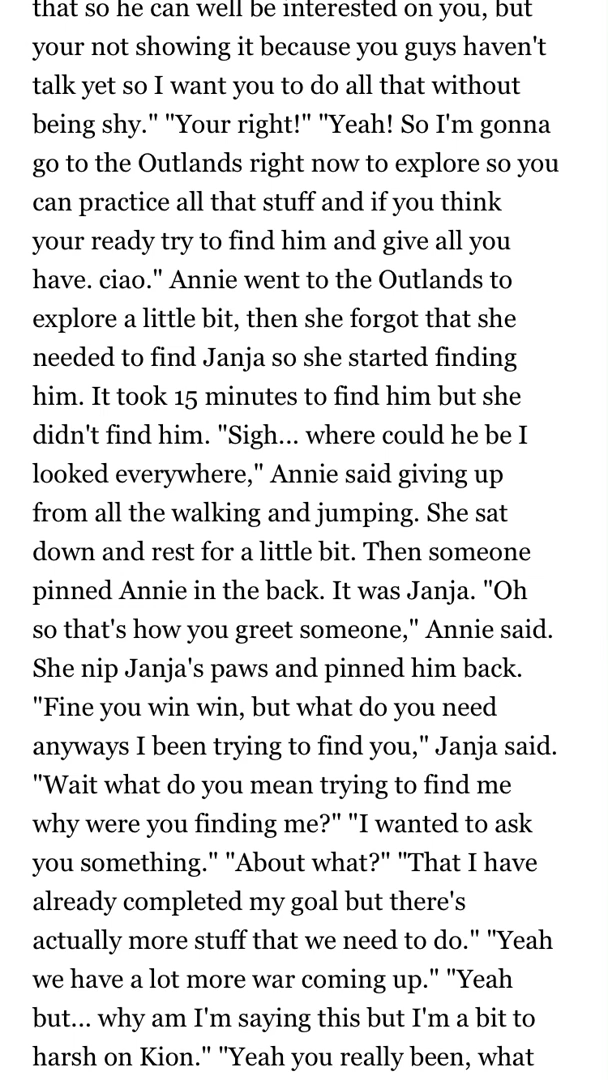 that so he can well be interested on you, but
your not showing it because you guys haven't
talk yet so I want you to do all that without
being shy." "Your right!" "Yeah! So I'm gonna
go to the Outlands right now to explore so you
can practice all that stuff and if you think
your ready try to find him and give all you
have. ciao." Annie went to the Outlands to
explore a little bit, then she forgot that she
needed to find Janja so she started finding
him. It took 15 minutes to find him but she
didn't find him. "Sigh... where could he be I
looked everywhere," Annie said giving up
from all the walking and jumping. She sat
down and rest for a little bit. Then someone
pinned Annie in the back. It was Janja. "Oh
so that's how you greet someone," Annie said.
She nip Janja's paws and pinned him back.
"Fine you win win, but what do you need
anyways I been trying to find you," Janja said.
"Wait what do you mean trying to find me
why were you finding me?" "I wanted to ask
you something." "About what?" "That I have
already completed my goal but there's
actually more stuff that we need to do." "Yeah
we have a lot more war coming up." "Yeah
but... why am I'm saying this but I'm a bit to
harsh on Kion." "Yeah you really been, what